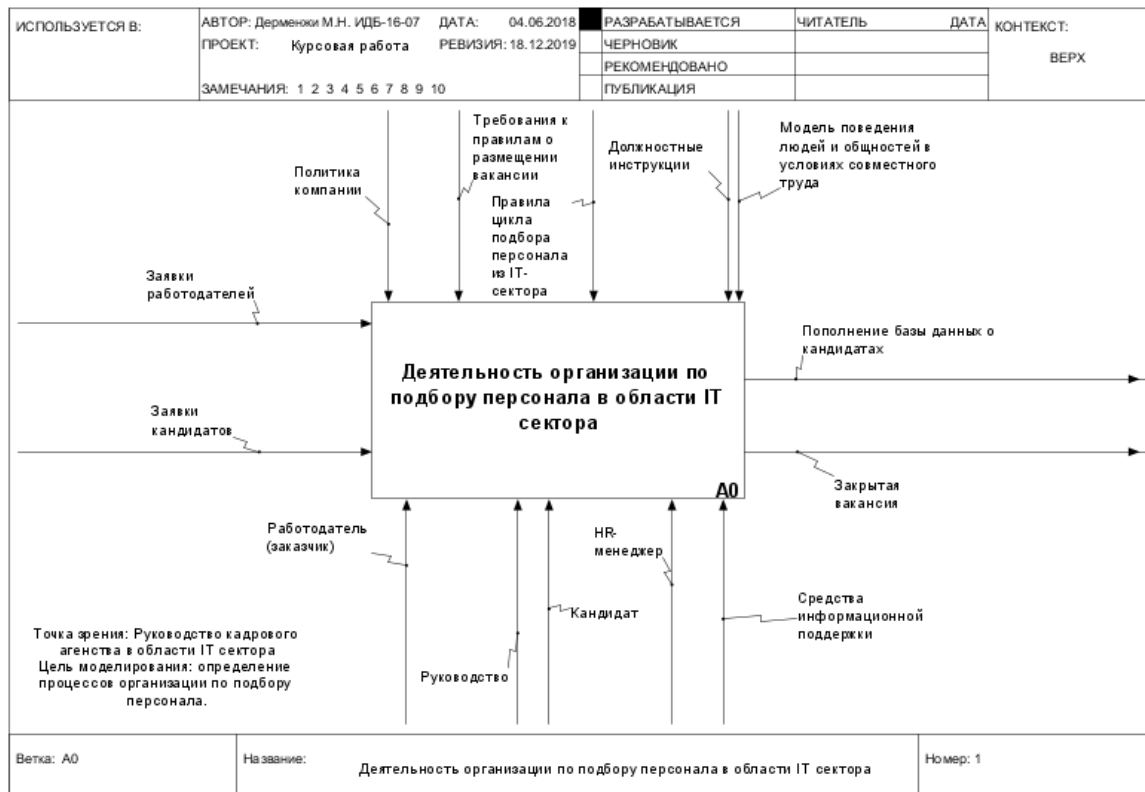 ИСПОЛЬЗУЕТСЯ В:
АВТОР: Дерменжи М.Н. ИДБ-16-07 ДАТА: 04.06.2018
ПРОЕКТ: Курсовая работа РЕВИЗИЯ: 18.12.2019
ЗАМЕЧАНИЯ: 1 2 3 4 5 6 7 8 9 10
РАЗРАБАТЫВАЕТСЯ
ЧЕРНОВИК
РЕКОМЕНДОВАНО
ПУБЛИКАЦИЯ
ЧИТАТЕЛЬ ДАТА
КОНТЕКСТ:
ВЕРХ
Политика
компании
Требования к
правилам о
размещении
вакансии
Правила
цикла
подбора
персонала
из IT-
сектора
Должностные
инструкции
Модель поведения
людей и общностей в
условиях совместного
труда
Заявки
работодателей
Заявки
кандидатов
Деятельность организации по
подбору персонала в области IT
сектора
A0
Пополнение базы данных о
кандидатах
Закрытая
вакансия
Работодатель
(заказчик)
Руководство
Кандидат
HR-
менеджер
Средства
информационной
поддержки
Точка зрения: Руководство кадрового
агенства в области IT сектора
Цель моделирования: определение
процессов организации по подбору
персонала.
Ветка: A0
Название:
Деятельность организации по подбору персонала в области IT сектора
Номер: 1